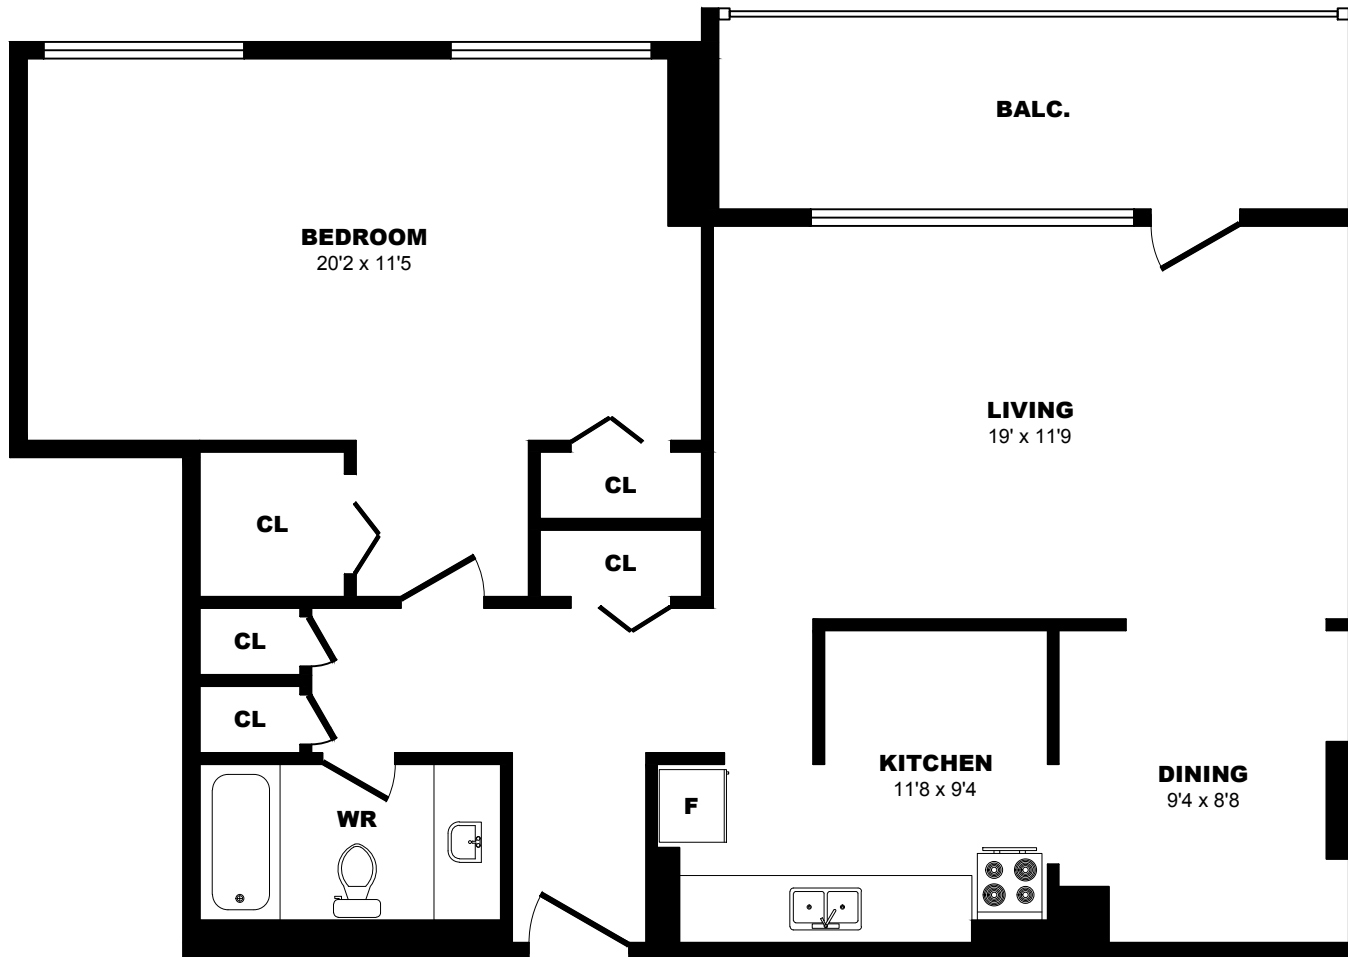 BALC.
BEDROOM
20'2 x 11'5
LIVING
19' x 11'9
CL
CL
CL
CL
CL
KITCHEN
11'8 x 9'4
DINING
9'4 x 8'8
F
WR